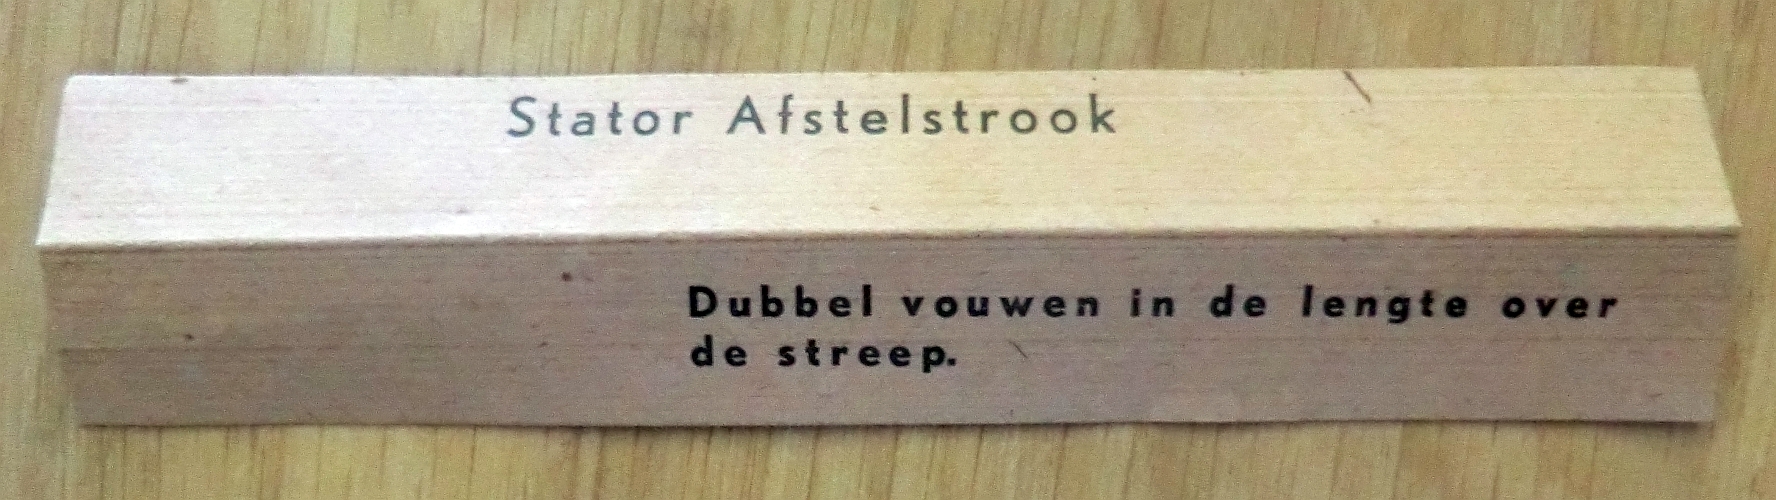 Stator Afstelstrook
Dubbel vouwen in de lengte over
de streep.